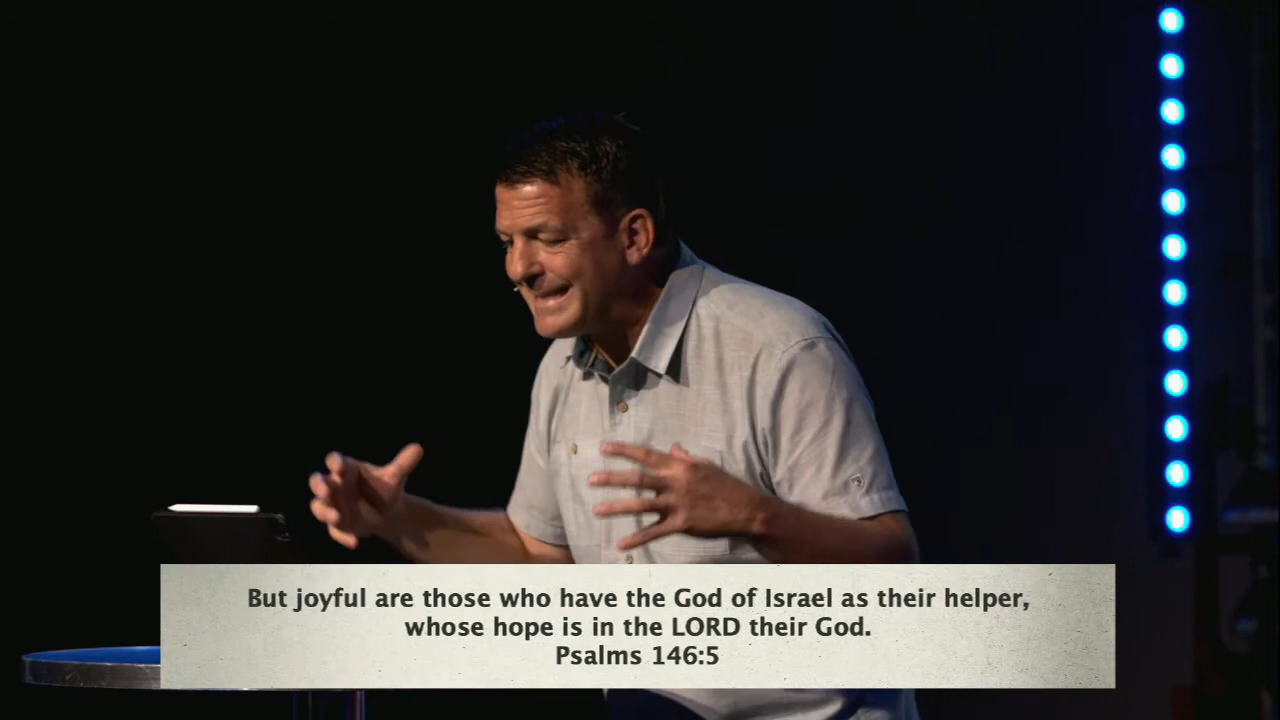 But joyful are those who have the God of Israel as their helper,
whose hope is in the LORD their God.
Psalms 146:5